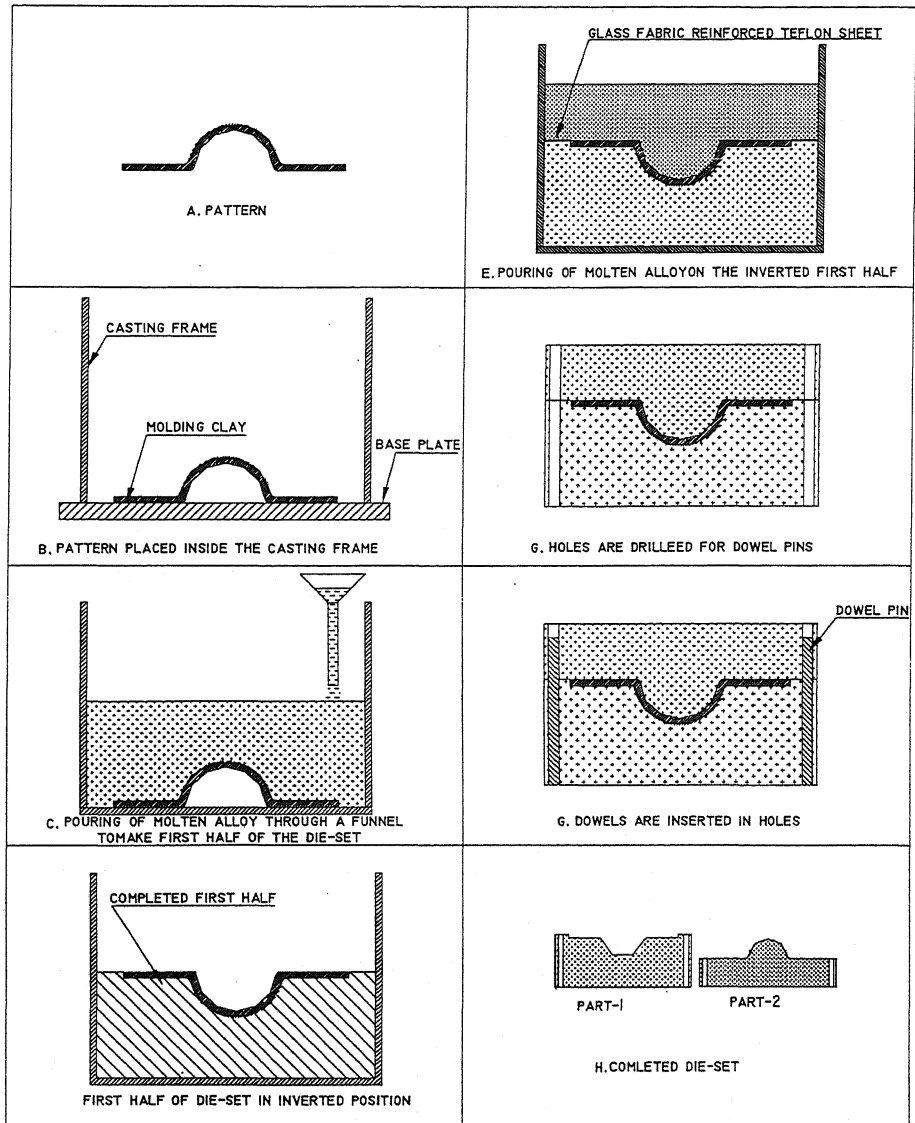 A. PATTERN
CASTING FRAME
MOLDING CLAY
BASE PLATE
B. PATTERN PLACED INSIDE THE CASTING FRAME
C. POURING OF MOLTEN ALLOY THROUGH A FUNNEL
TOMAKE FIRST HALF OF THE DIE-SET
COMPLETED FIRST HALF
FIRST HALF OF DIE-SET IN INVERTED POSITION
GLASS FABRIC REINFORCED TEFLON SHEET
E. POURING OF MOLTEN ALLOYON THE INVERTED FIRST HALF
G. HOLES ARE DRILLEED FOR DOWEL PINS
DOWEL PIN
G. DOWELS ARE INSERTED IN HOLES
PART-1
PART-2
H. COMLETED DIE-SET